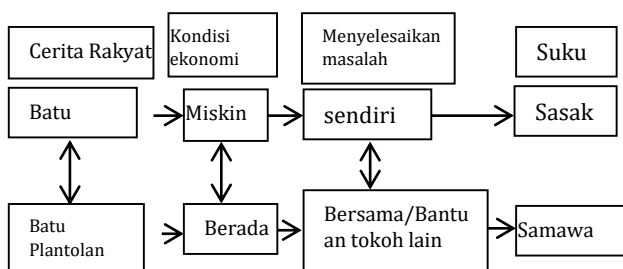 Cerita Rakyat
Kondisi
ekonomi
Menyelesaikan
masalah
Suku
Batu
Miskin
sendiri
Sasak
Batu
Plantolan
Berada
Bersama/Bantu
an tokoh lain
Samawa